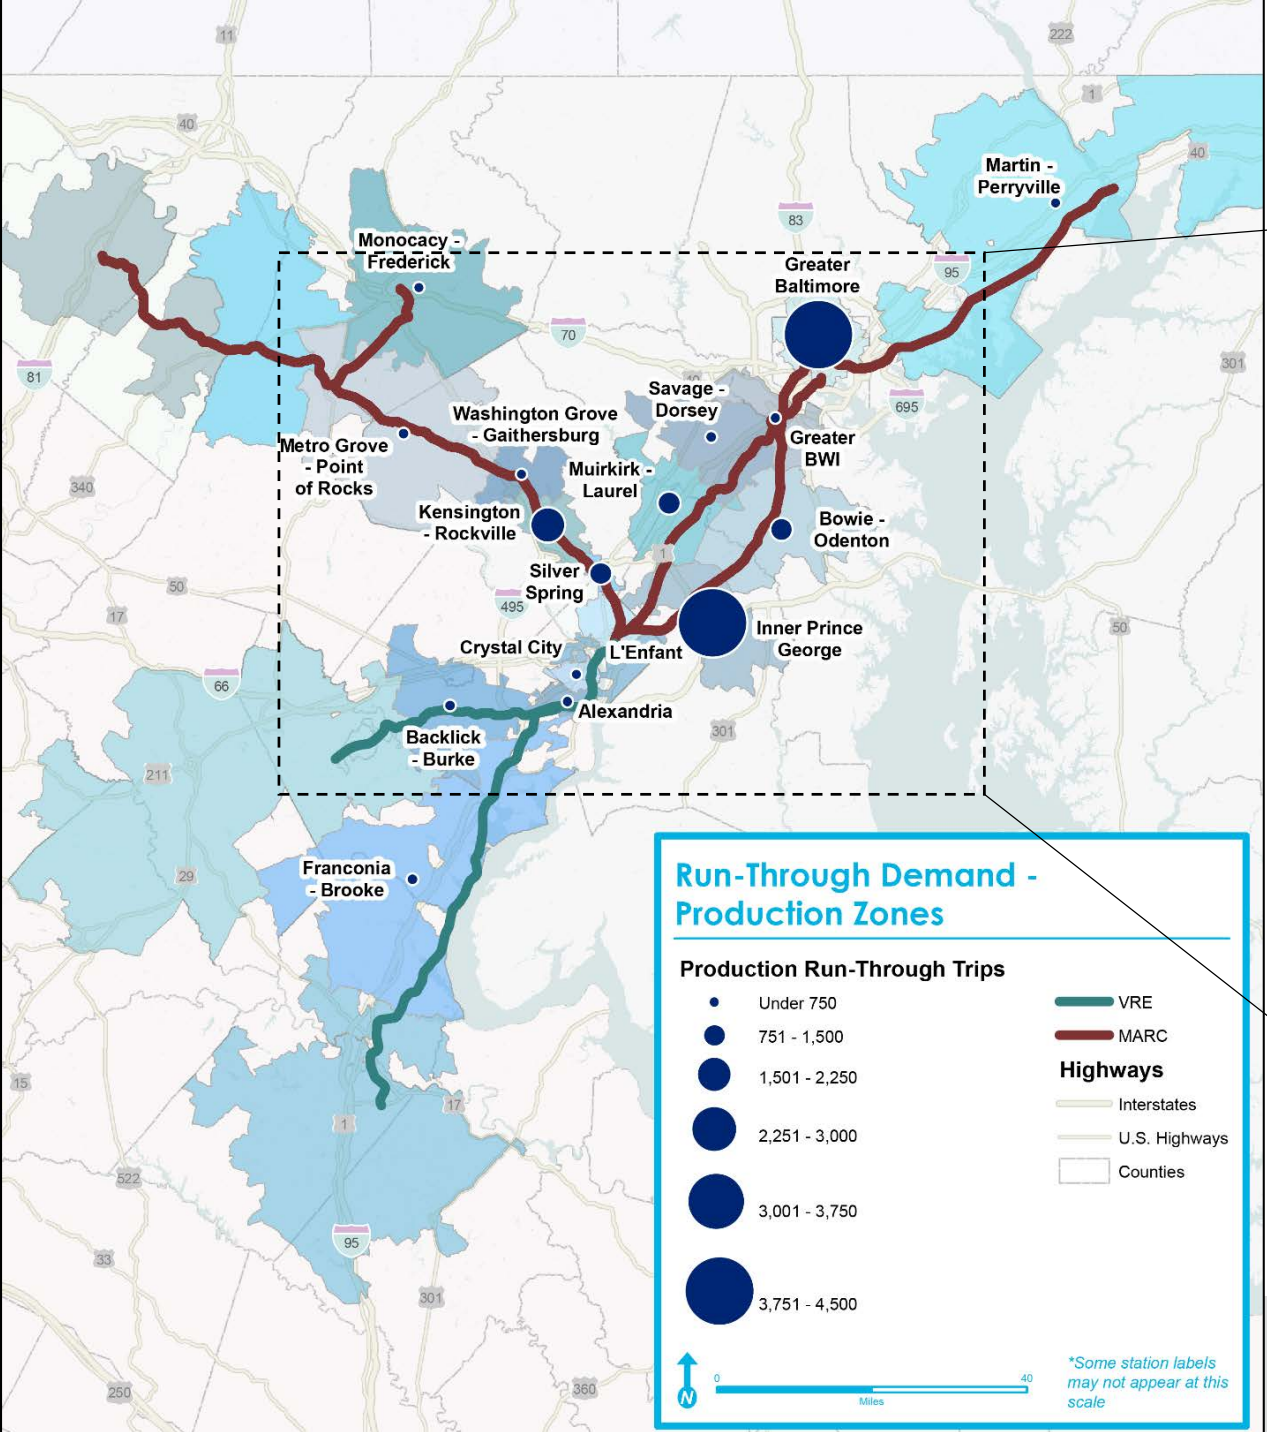 11
222
1
40
40
Martin -
Perryville
83
Monocacy -
Frederick
Greater
Baltimore
95
70
301
81
Savage -
Dorsey
695
Washington Grove
- Gaithersburg
Greater
BWI
Metro Grove
- Point
of Rocks
Muirkirk -
Laurel
340
Kensington
- Rockville
Bowie -
Odenton
1
Silver
Spring
50
495
17
50
Inner Prince
George
Crystal City
L'Enfant
66
Alexandria
301
Backlick
- Burke
211
29
Franconia
- Brooke
15
17
1
522
95
33
301
250
360
Run-Through Demand -
Production Zones
Production Run-Through Trips
Under 750
751 - 1,500
1,501 - 2,250
2,251 - 3,000
3,001 - 3,750
3,751 - 4,500
VRE
MARC
Highways
Interstates
U.S. Highways
Counties
N
0
40
Miles
*Some station labels
may not appear at this
scale